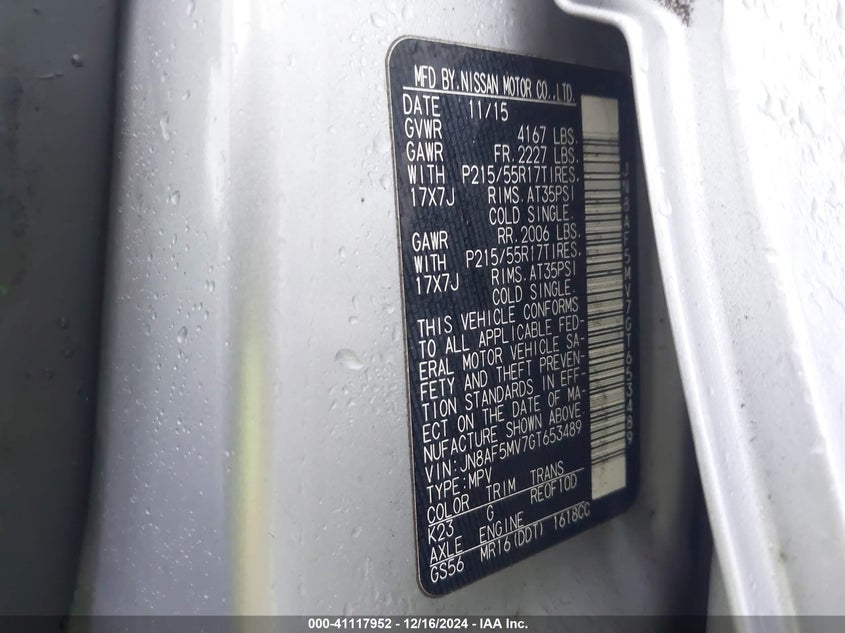 MFD BY.NISSAN MOTOR CO.,LTD.
DATE 11/15
GVWR 4167 LBS.
GAWR FR.2227 LBS.
WITH P215/55R17TIRES.
17X7J RIMS.AT35PSI
COLD SINGLE.
GAWR RR.2006 LBS.
WITH P215/55R17TIRES.
17X7J RIMS.AT35PSI
COLD SINGLE.
THIS VEHICLE CONFORMS
TO ALL APPLICABLE FED-
ERAL MOTOR VEHICLE SA-
FETY AND THEFT PREVEN-
TION STANDARDS IN EFF-
ECT ON THE DATE OF MA-
NUFACTURE SHOWN ABOVE.
VIN:JN8AF5MV7GT653489
TYPE:MPV
COLOR TRIM TRANS
K23 G RE0F10D
AXLE ENGINE
GS56 MR16(DDT) 1618CC
JN8AF5MV7GT653489
000-41117952 - 12/16/2024 - IAA Inc.